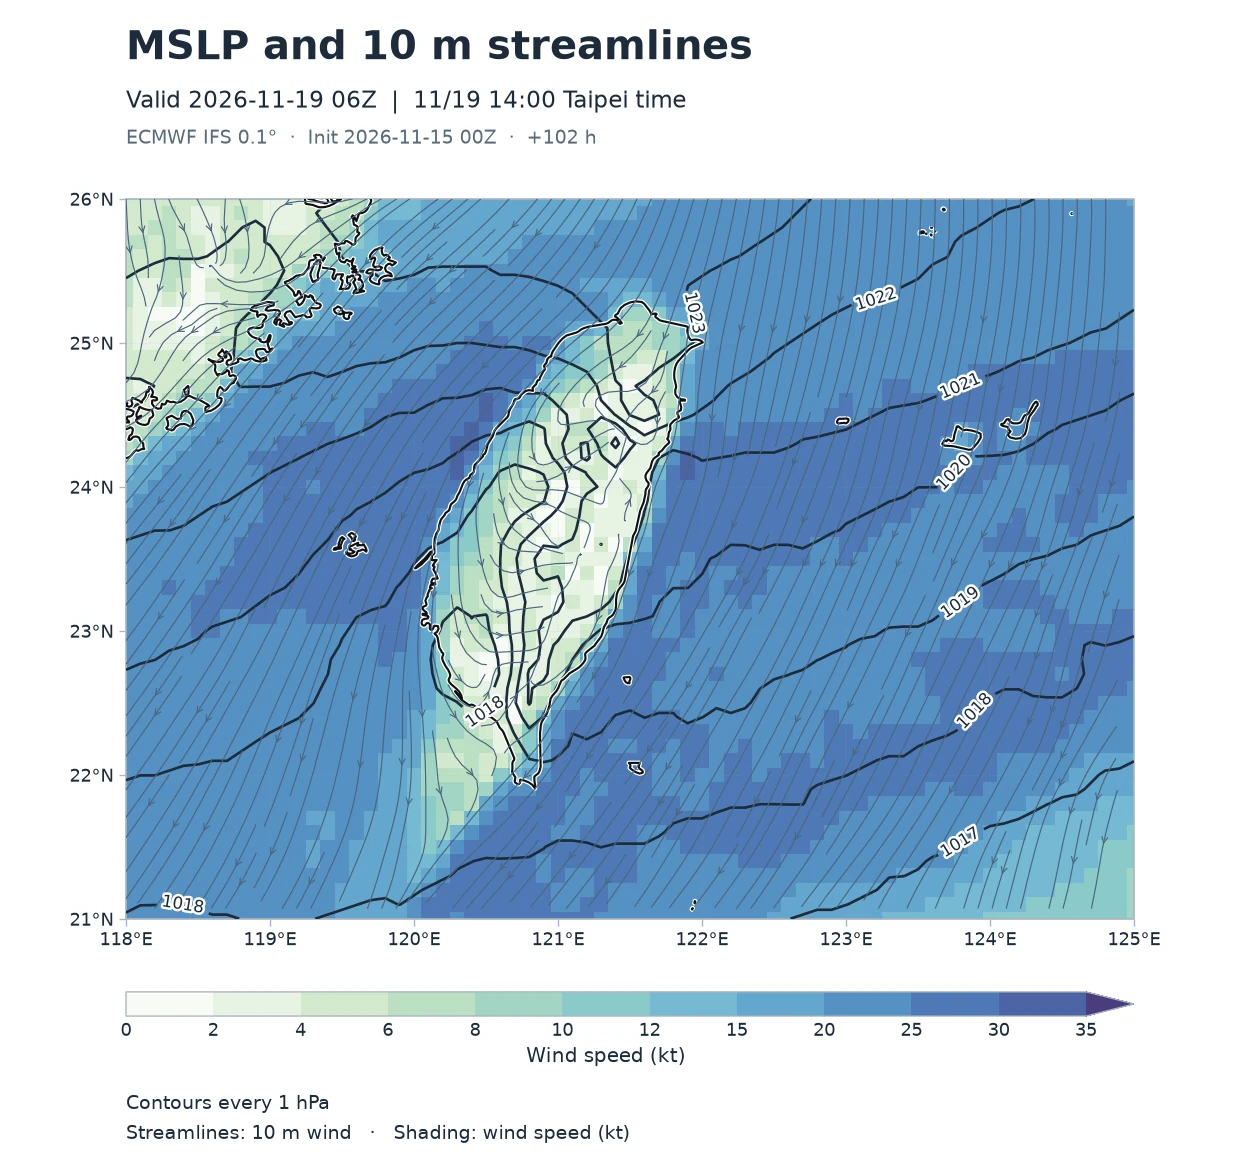 MSLP and 10 m streamlines
Valid 2026-11-19 06Z | 11/19 14:00 Taipei time
ECMWF IFS 0.1° · Init 2026-11-15 00Z · +102 h
26°N
1023
1022
25°N
1021
1020
24°N
1019
23°N
1018
1018
22°N
1017
1018
21°N
118°E 119°E 120°E 121°E 122°E 123°E 124°E 125°E
0 2 4 6 8 10 12 15 20 25 30 35
Wind speed (kt)
Contours every 1 hPa
Streamlines: 10 m wind · Shading: wind speed (kt)